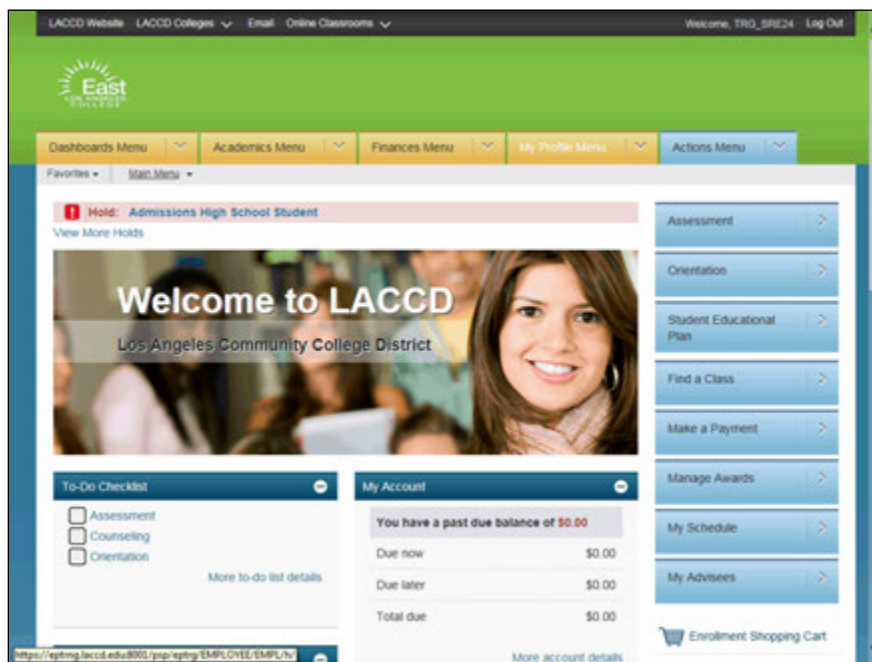 LACCD Website LACCD Colleges Email Online Classrooms Welcome, TRG_SRE24 Log Out
East
LOS ANGELES
COLLEGE
Dashboards Menu Academics Menu Finances Menu My Profile Menu Actions Menu
Favorites Main Menu
Hold: Admissions High School Student
View More Holds
Welcome to LACCD
Los Angeles Community College District
Assessment
Orientation
Student Educational
Plan
Find a Class
Make a Payment
Manage Awards
My Schedule
My Advisees
Enrollment Shopping Cart
To-Do Checklist
Assessment
Counseling
Orientation
More to-do list details
My Account
You have a past due balance of $0.00
Due now $0.00
Due later $0.00
Total due $0.00
More account details
https://eptrng.laccd.edu:8001/psp/eptrg/EMPLOYEE/EMPL/h/